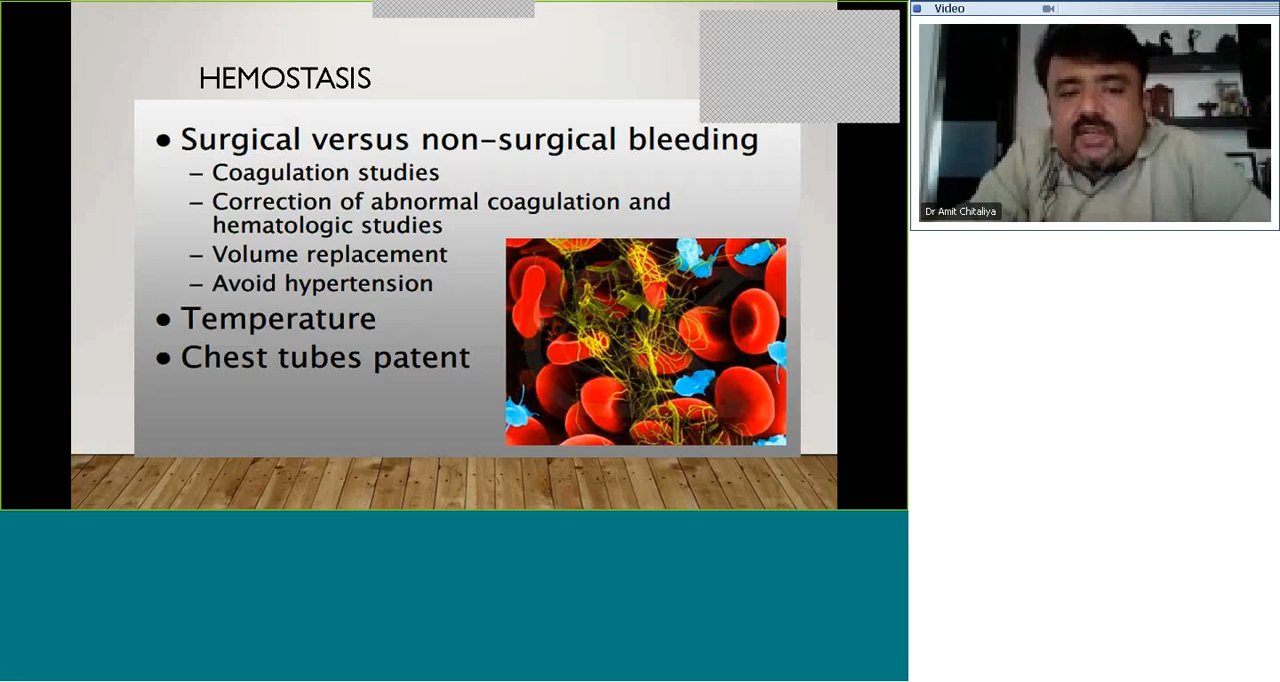 Video
HEMOSTASIS
• Surgical versus non-surgical bleeding
– Coagulation studies
– Correction of abnormal coagulation and
hematologic studies
– Volume replacement
– Avoid hypertension
• Temperature
• Chest tubes patent
Dr Amit Chitaliya